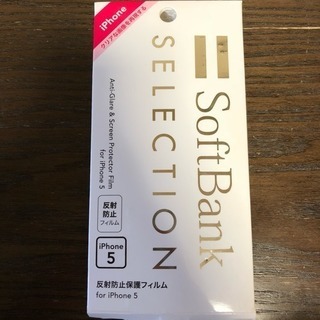 iPhone
SoftBank
SELECTION
Anti-Glare & Screen Protector Film
for iPhone 5
反射
防止
フィルム
iPhone
5
反射防止保護フィルム
for iPhone 5